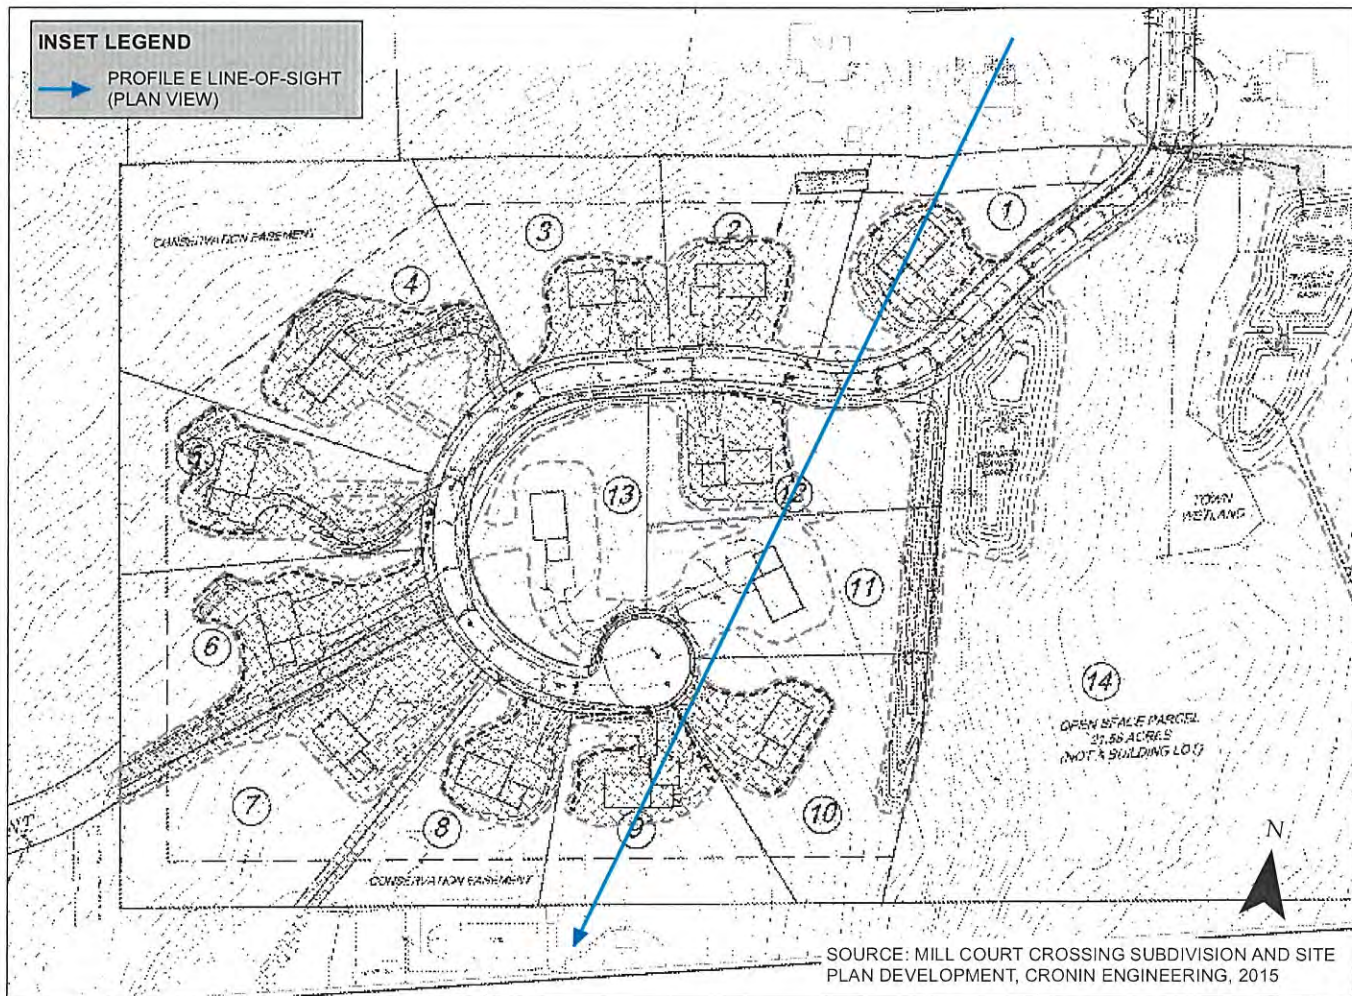 INSET LEGEND
PROFILE E LINE-OF-SIGHT
(PLAN VIEW)
N
1
2
3
CONSERVATION EASEMENT
4
5
13
12
TOWN
WETLAND
11
6
14
OPEN SPACE PARCEL
ACRES
(NOT A BUILDING LOT)
7
8
9
10
CONSERVATION EASEMENT
SOURCE: MILL COURT CROSSING SUBDIVISION AND SITE
PLAN DEVELOPMENT, CRONIN ENGINEERING, 2015